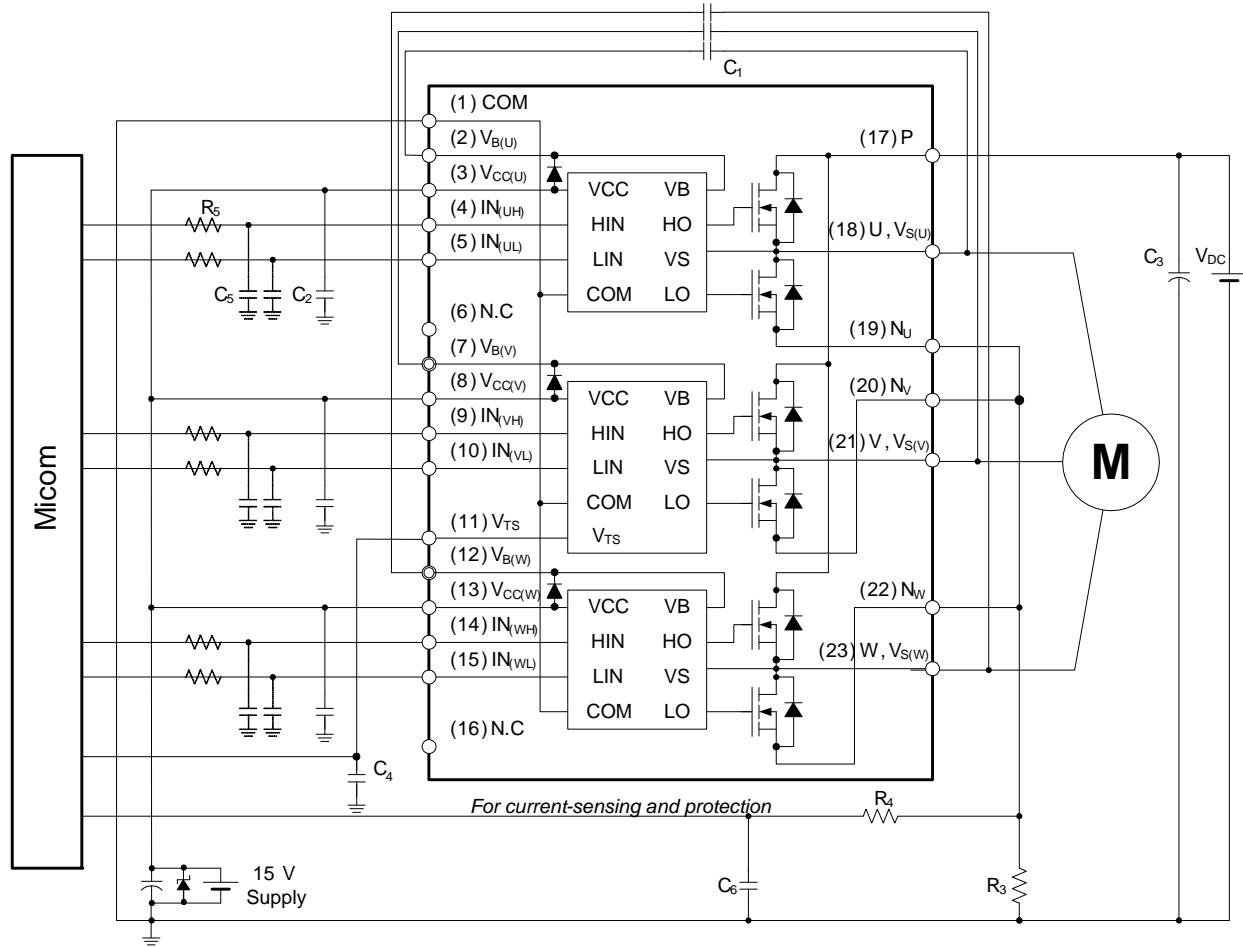 C1
(1) COM
(2) VB(U)
(3) VCC(U)
(4) IN(UH)
(5) IN(UL)
(6) N.C
(7) VB(V)
(8) VCC(V)
(9) IN(VH)
(10) IN(VL)
(11) VTS
(12) VB(W)
(13) VCC(W)
(14) IN(WH)
(15) IN(WL)
(16) N.C
VCC VB
HIN HO
LIN VS
COM LO
VCC VB
HIN HO
LIN VS
COM LO
VTS
VCC VB
HIN HO
LIN VS
COM LO
(17) P
(18) U, VS(U)
(19) NU
(20) NV
(21) V, VS(V)
(22) NW
(23) W, VS(W)
Micom
R5
C5
C2
C4
C3
VDC
M
For current-sensing and protection
R4
15 V
Supply
C6
R3